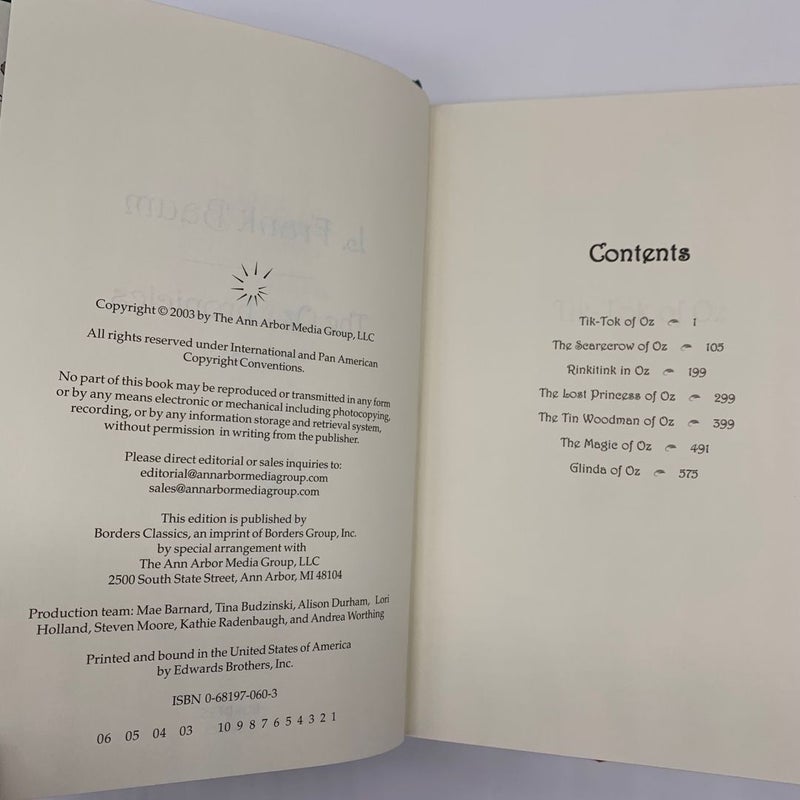 Copyright © 2003 by The Ann Arbor Media Group, LLC
All rights reserved under International and Pan American
Copyright Conventions.
No part of this book may be reproduced or transmitted in any form
or by any means electronic or mechanical including photocopying,
recording, or by any information storage and retrieval system,
without permission in writing from the publisher.
Please direct editorial or sales inquiries to:
editorial@annarbormediagroup.com
sales@annarbormediagroup.com
This edition is published by
Borders Classics, an imprint of Borders Group, Inc.
by special arrangement with
The Ann Arbor Media Group, LLC
2500 South State Street, Ann Arbor, MI 48104
Production team: Mae Barnard, Tina Budzinski, Alison Durham, Lori
Holland, Steven Moore, Kathie Radenbaugh, and Andrea Worthing
Printed and bound in the United States of America
by Edwards Brothers, Inc.
ISBN 0-68197-060-3
06 05 04 03 10 9 8 7 6 5 4 3 2 1
Contents
Tik-Tok of Oz 1
The Scarecrow of Oz 105
Rinkitink in Oz 199
The Lost Princess of Oz 299
The Tin Woodman of Oz 399
The Magic of Oz 491
Glinda of Oz 575